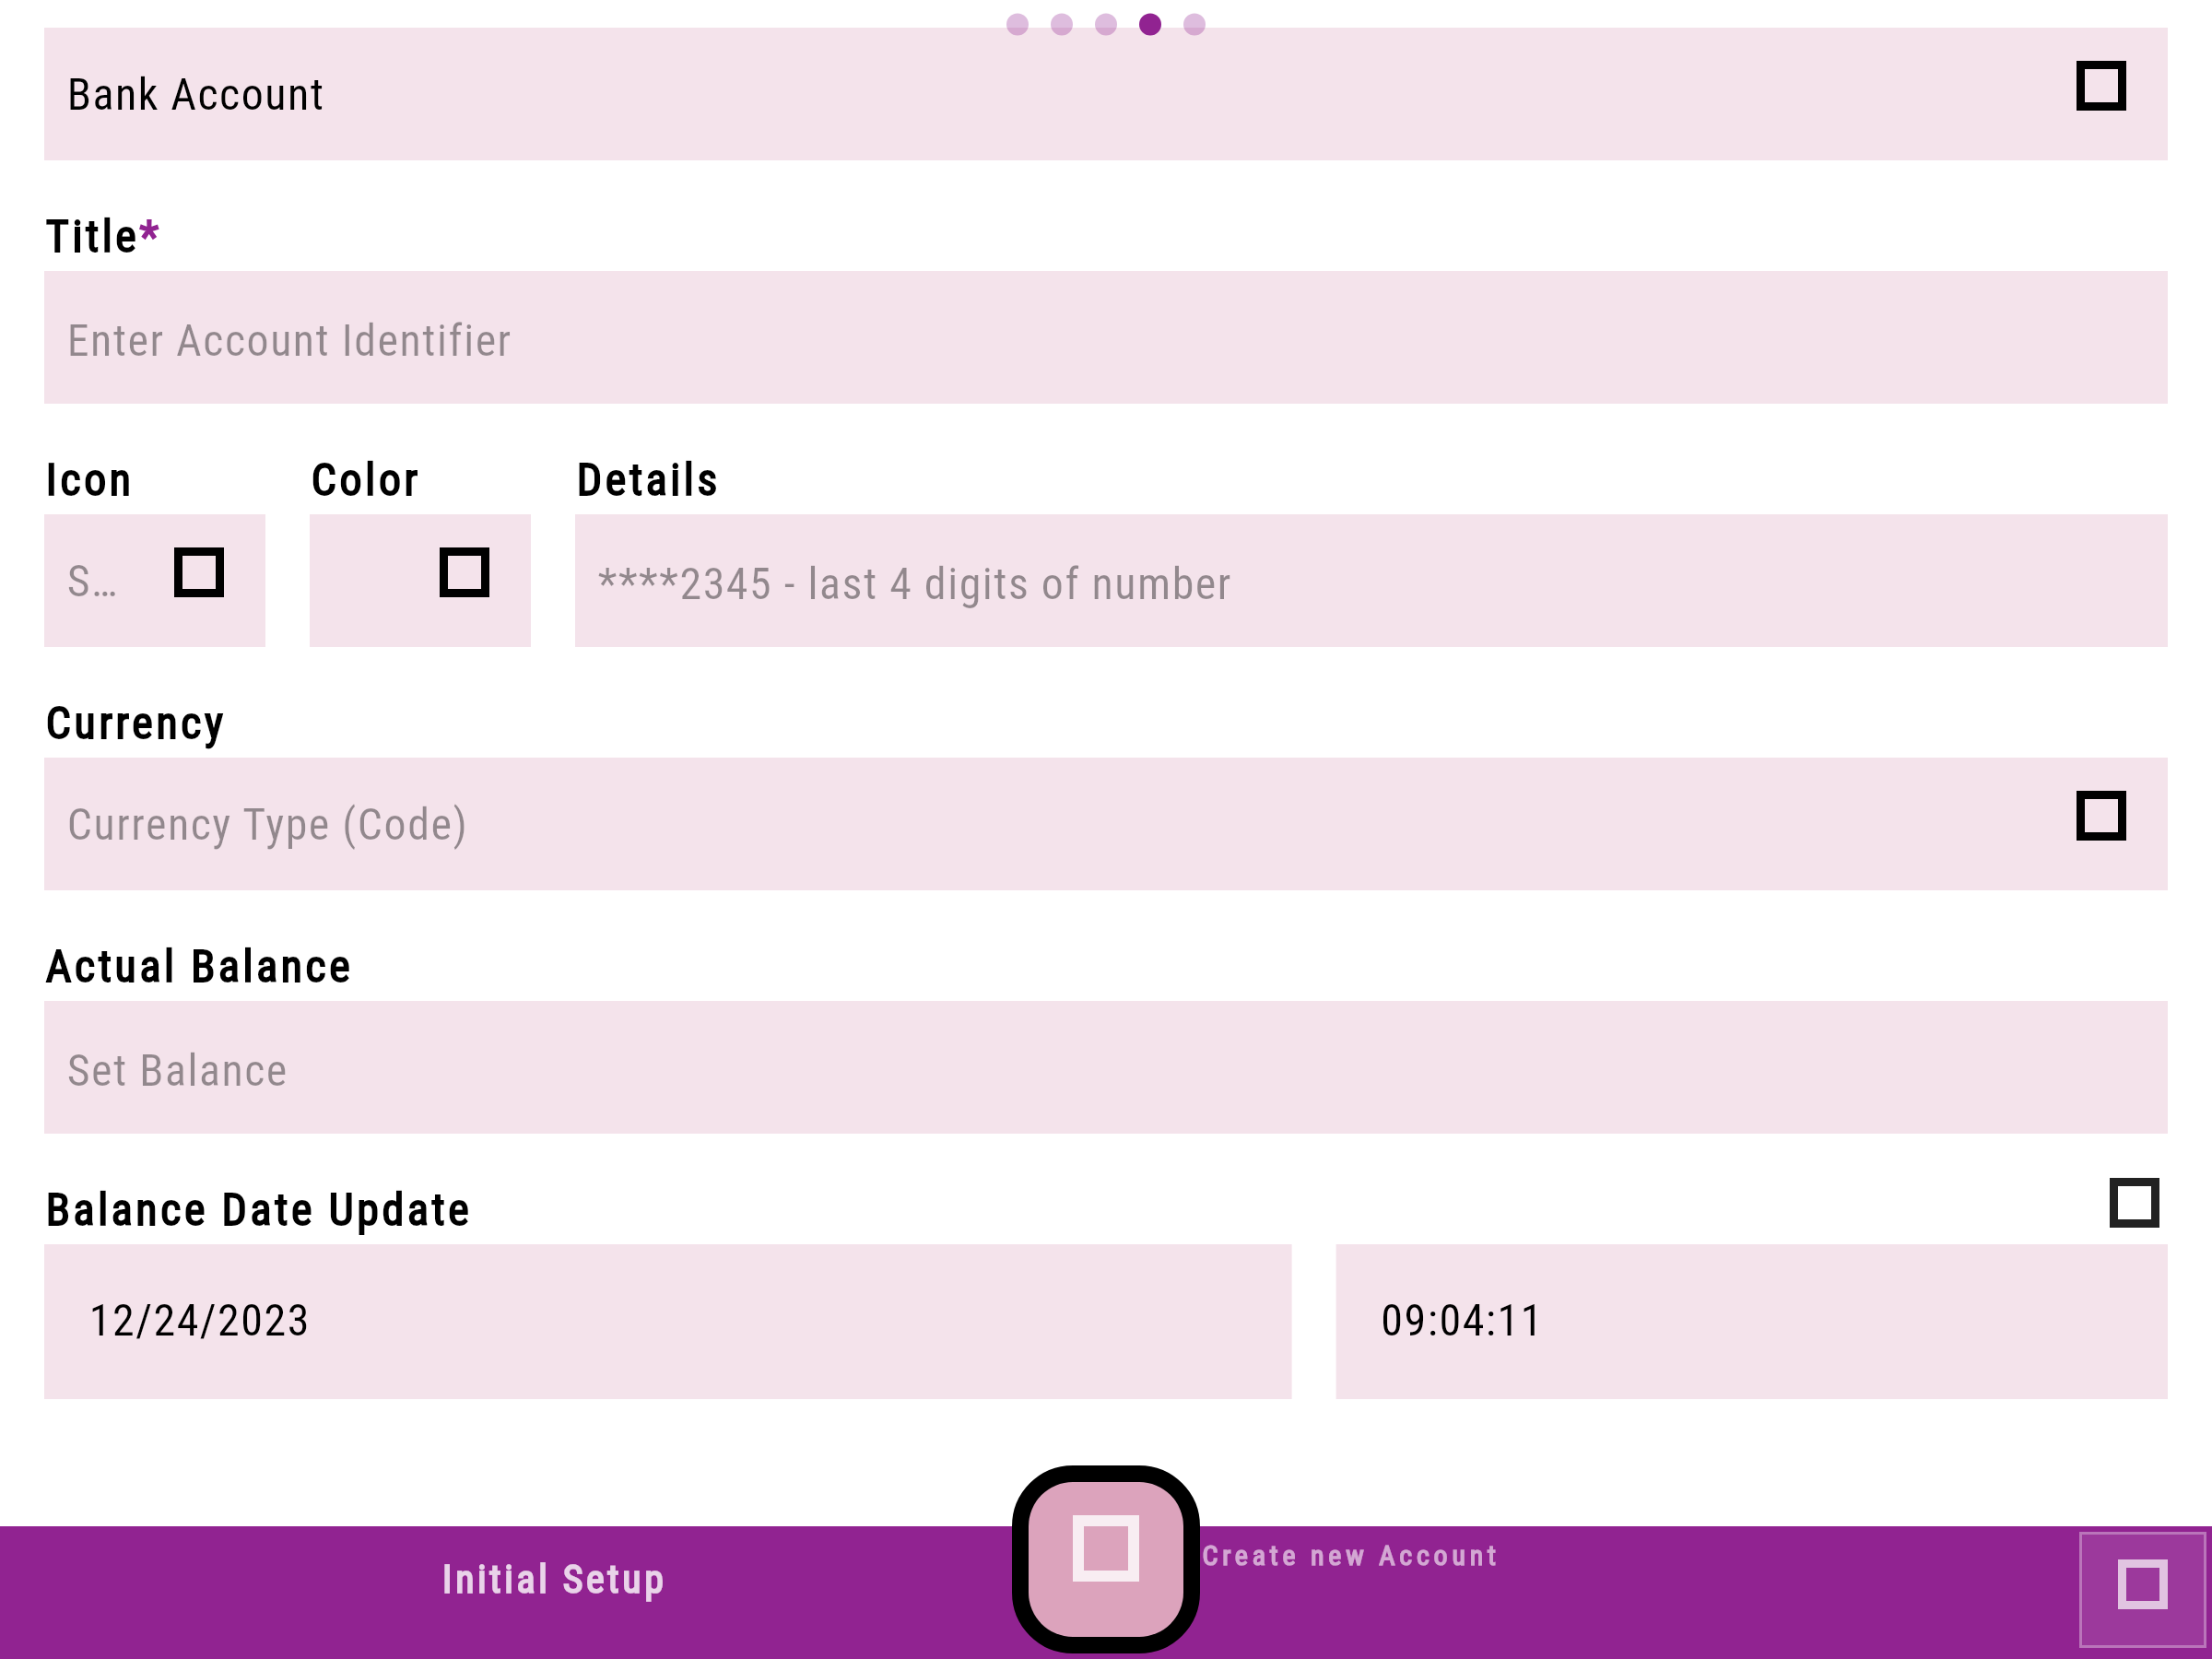 Bank Account
Title*
Enter Account Identifier
Icon Color Details
S… ****2345 - last 4 digits of number
Currency
Currency Type (Code)
Actual Balance
Set Balance
Balance Date Update
12/24/2023 09:04:11
Initial Setup Create new Account